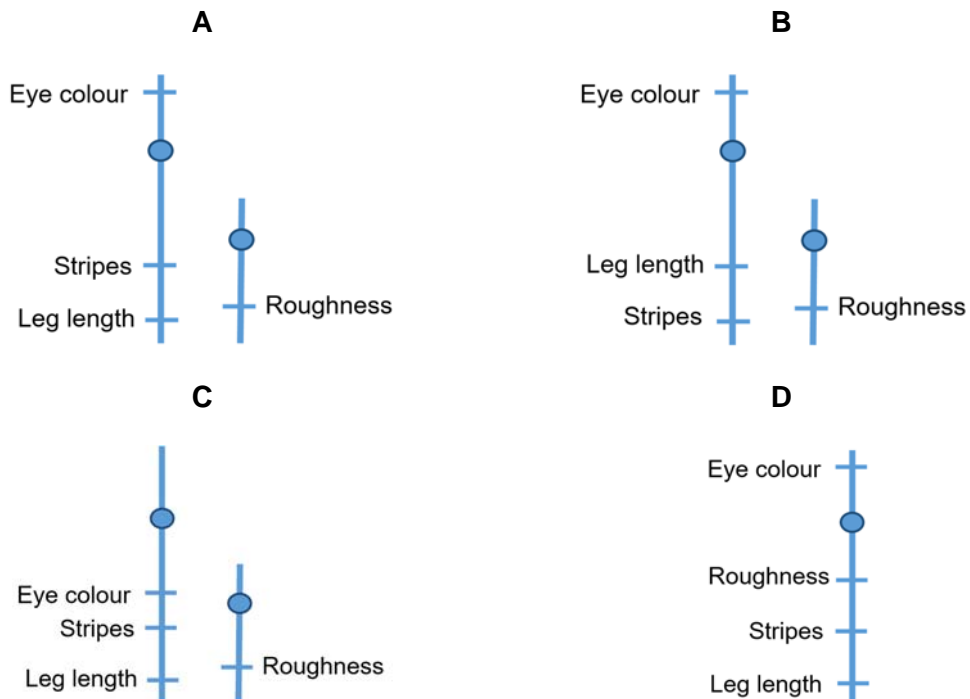 A
Eye colour
Stripes
Leg length
Roughness
B
Eye colour
Leg length
Stripes
Roughness
C
Eye colour
Stripes
Leg length
Roughness
D
Eye colour
Roughness
Stripes
Leg length